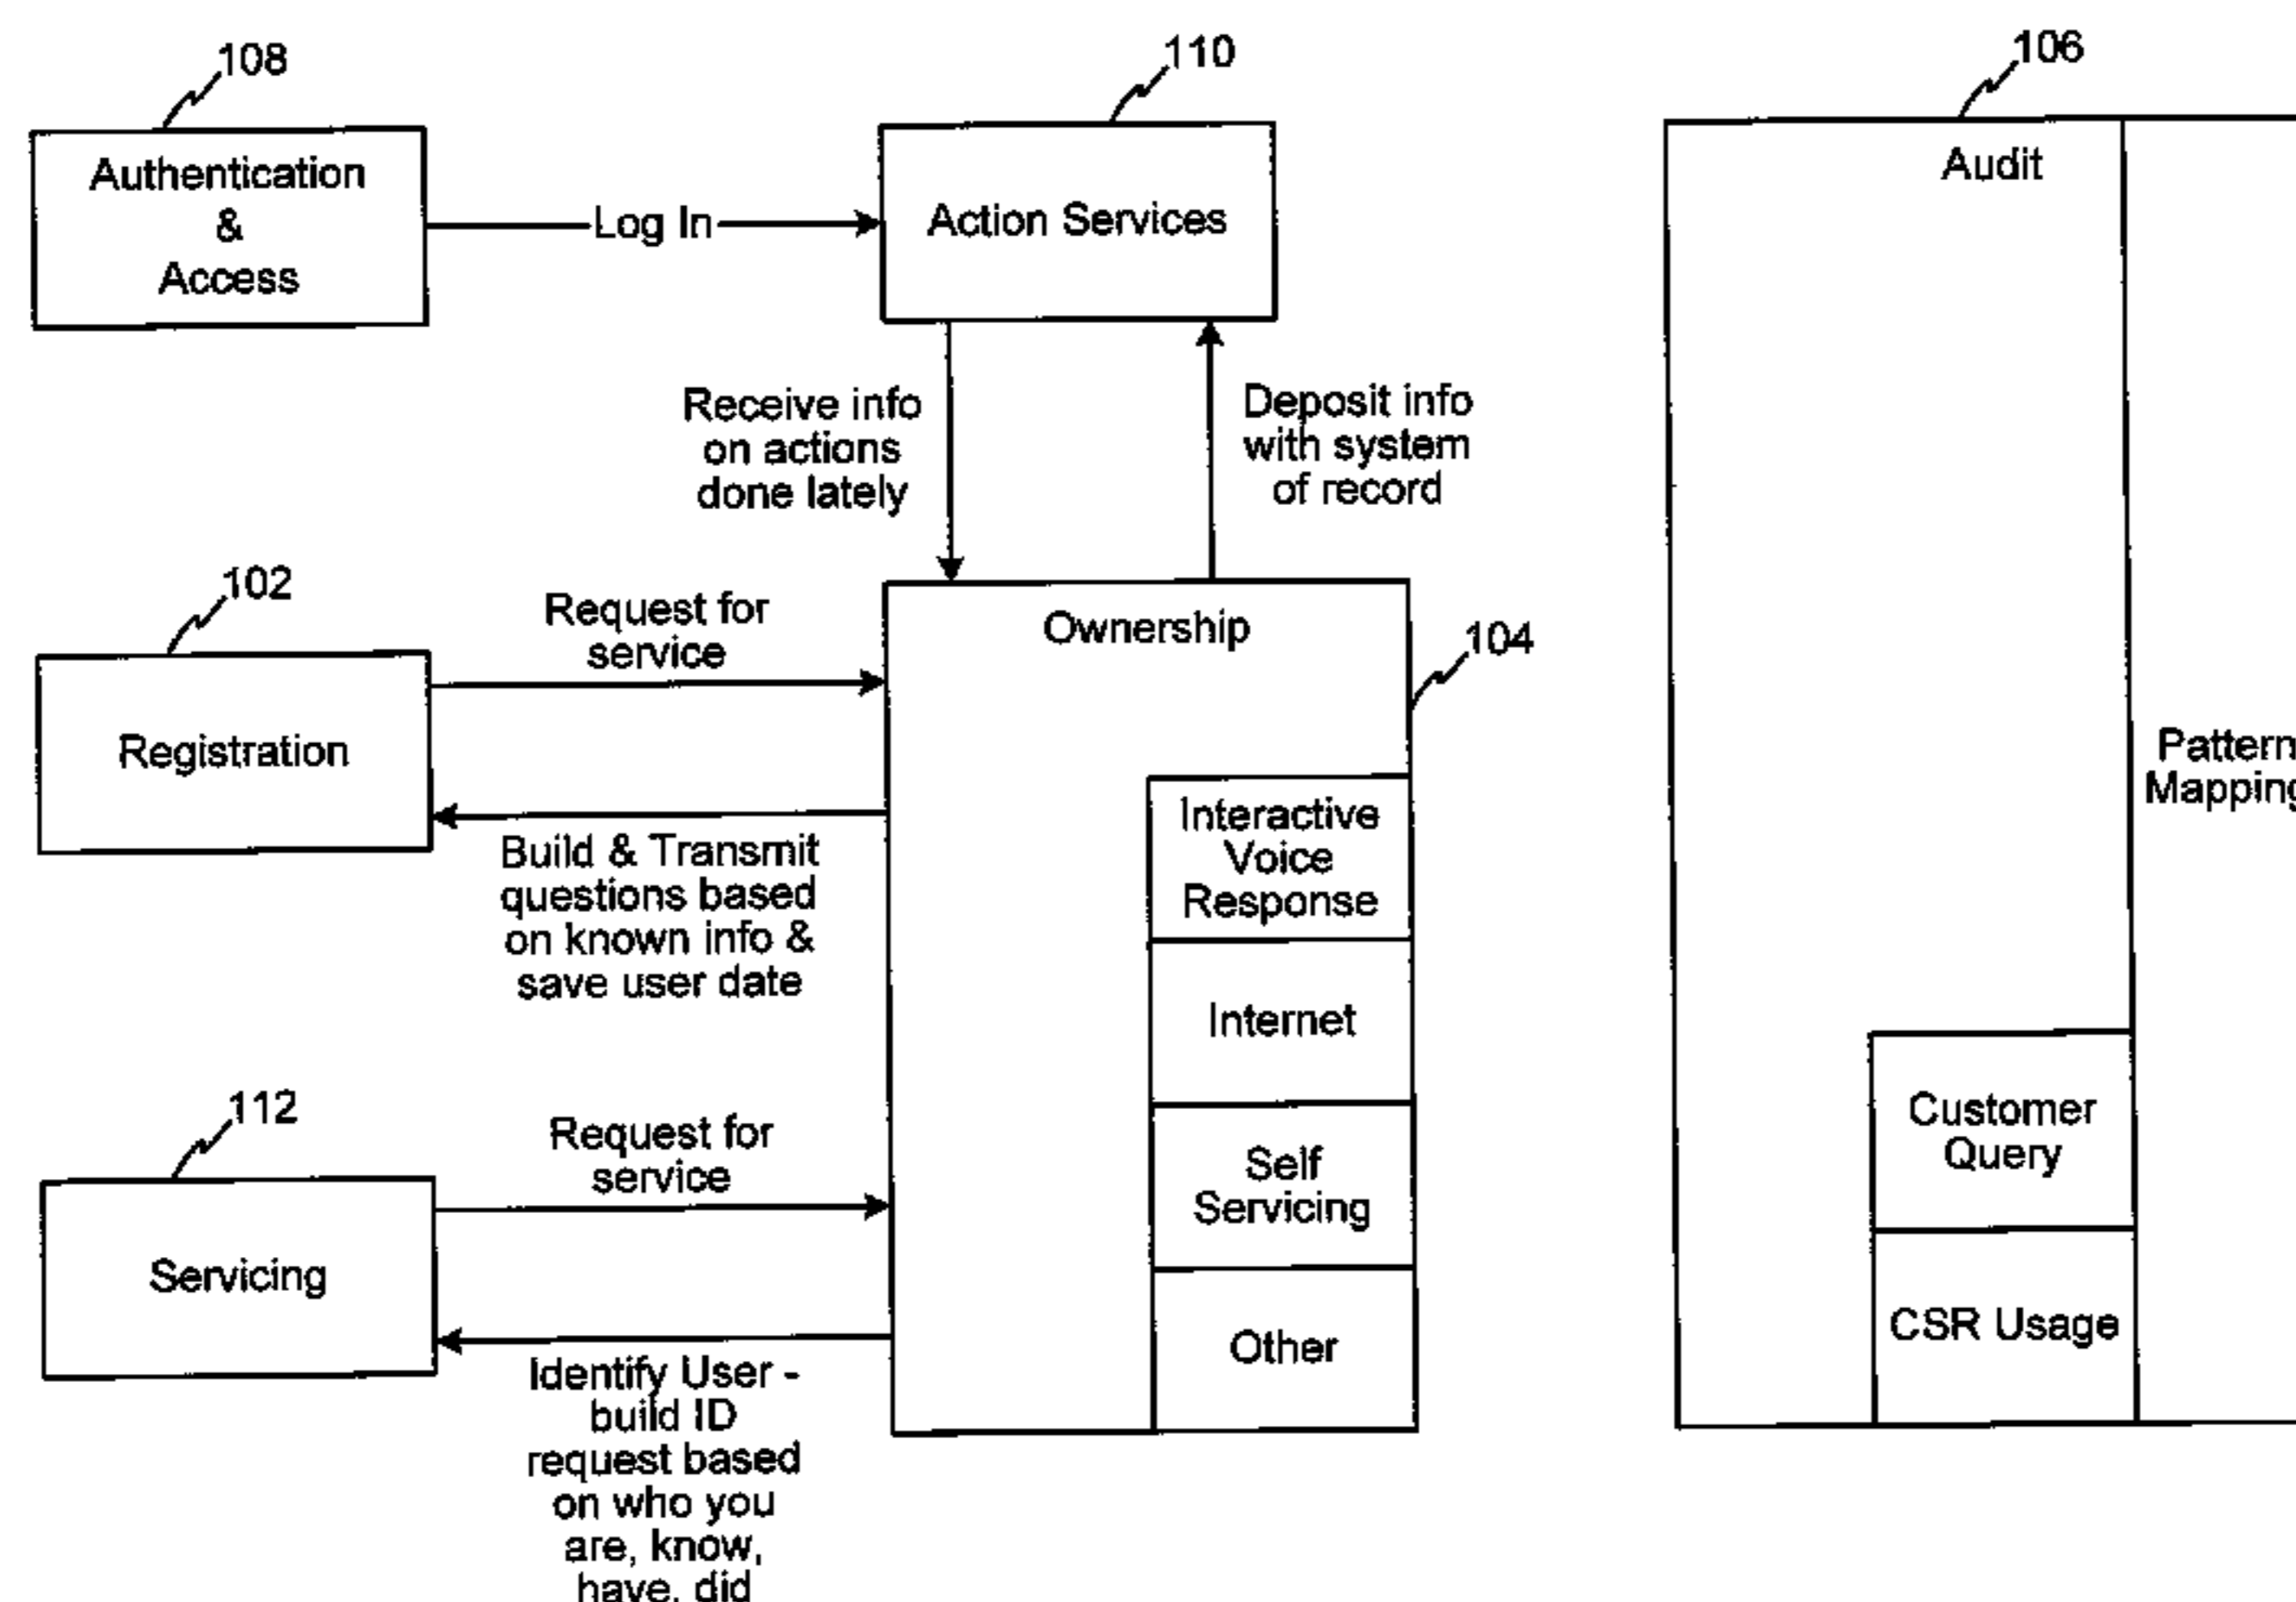 108
Authentication
&
Access
Log In
110
Action Services
106
Audit
Receive info
on actions
done lately
Deposit info
with system
of record
102
Registration
Request for
service
Build & Transmit
questions based
on known info &
save user date
Ownership
104
Interactive
Voice
Response
Internet
Self
Servicing
Other
112
Servicing
Request for
service
Identify User -
build ID
request based
on who you
are, know,
have, did
Pattern
Mapping
Customer
Query
CSR Usage